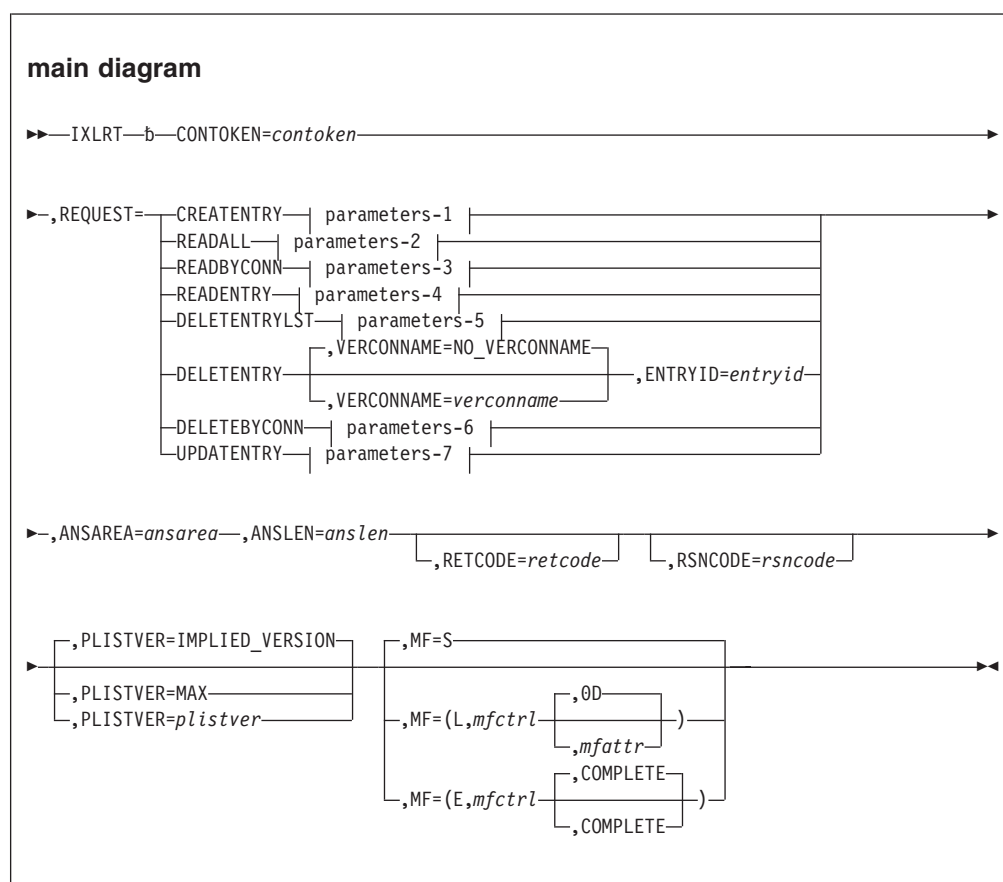 main diagram
IXLRT ␢ CONTOKEN=contoken
,REQUEST= CREATENTRY parameters-1
READALL parameters-2
READBYCONN parameters-3
READENTRY parameters-4
DELETENTRYLST parameters-5
,VERCONNAME=NO_VERCONNAME
DELETENTRY ,ENTRYID=entryid
,VERCONNAME=verconname
DELETEBYCONN parameters-6
UPDATENTRY parameters-7
,ANSAREA=ansarea ,ANSLEN=anslen
,RETCODE=retcode ,RSNCODE=rsncode
,PLISTVER=IMPLIED_VERSION ,MF=S
,PLISTVER=MAX ,0D
,PLISTVER=plistver ,MF=(L,mfctrl )
,mfattr
,COMPLETE
,MF=(E,mfctrl )
,COMPLETE